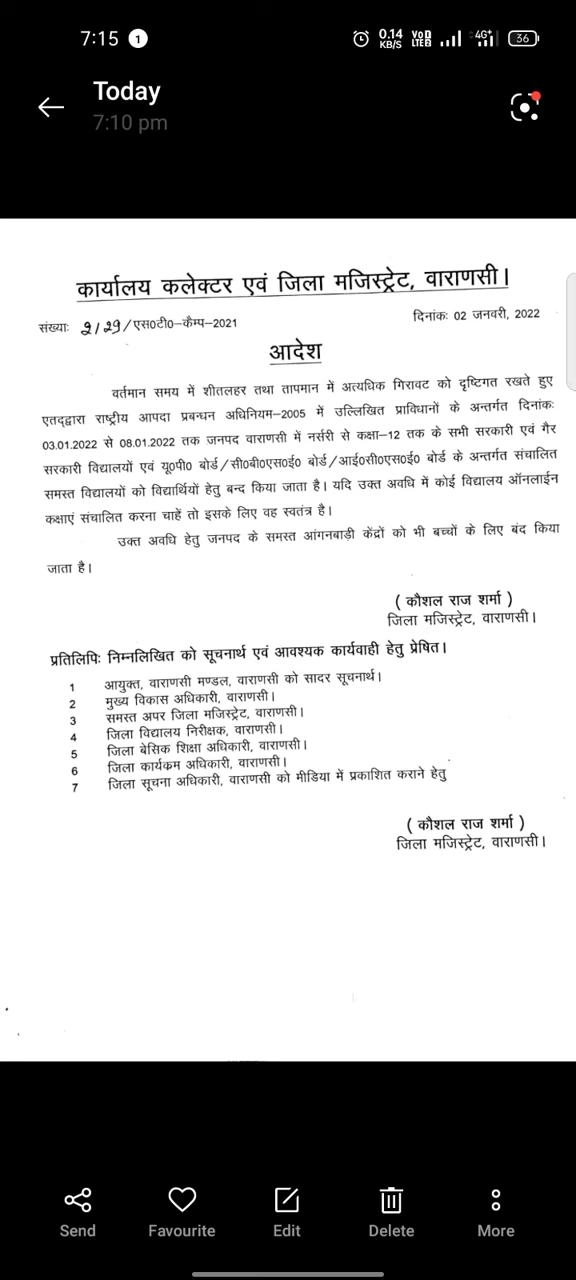 7:15 1 0.14 KB/S VoD LTE2 4G+ 36
Today
7:10 pm
कार्यालय कलेक्टर एवं जिला मजिस्ट्रेट, वाराणसी।
संख्याः 2/29/एस0टी0-कैम्प-2021 दिनांकः 02 जनवरी, 2022
आदेश
वर्तमान समय में शीतलहर तथा तापमान में अत्यधिक गिरावट को दृष्टिगत रखते हुए
एतद्द्वारा राष्ट्रीय आपदा प्रबन्धन अधिनियम-2005 में उल्लिखित प्राविधानों के अन्तर्गत दिनांकः
03.01.2022 से 08.01.2022 तक जनपद वाराणसी में नर्सरी से कक्षा-12 तक के सभी सरकारी एवं गैर
सरकारी विद्यालयों एवं यू0पी0 बोर्ड/सी0बी0एस0ई0 बोर्ड/आई0सी0एस0ई0 बोर्ड के अन्तर्गत संचालित
समस्त विद्यालयों को विद्यार्थियों हेतु बन्द किया जाता है। यदि उक्त अवधि में कोई विद्यालय ऑनलाईन
कक्षाएं संचालित करना चाहें तो इसके लिए वह स्वतंत्र है।
उक्त अवधि हेतु जनपद के समस्त आंगनबाड़ी केंद्रों को भी बच्चों के लिए बंद किया
जाता है।
( कौशल राज शर्मा )
जिला मजिस्ट्रेट, वाराणसी।
प्रतिलिपिः निम्नलिखित को सूचनार्थ एवं आवश्यक कार्यवाही हेतु प्रेषित।
1 आयुक्त, वाराणसी मण्डल, वाराणसी को सादर सूचनार्थ।
2 मुख्य विकास अधिकारी, वाराणसी।
3 समस्त अपर जिला मजिस्ट्रेट, वाराणसी।
4 जिला विद्यालय निरीक्षक, वाराणसी।
5 जिला बेसिक शिक्षा अधिकारी, वाराणसी।
6 जिला कार्यकम अधिकारी, वाराणसी।
7 जिला सूचना अधिकारी, वाराणसी को मीडिया में प्रकाशित कराने हेतु
( कौशल राज शर्मा )
जिला मजिस्ट्रेट, वाराणसी।
Send Favourite Edit Delete More